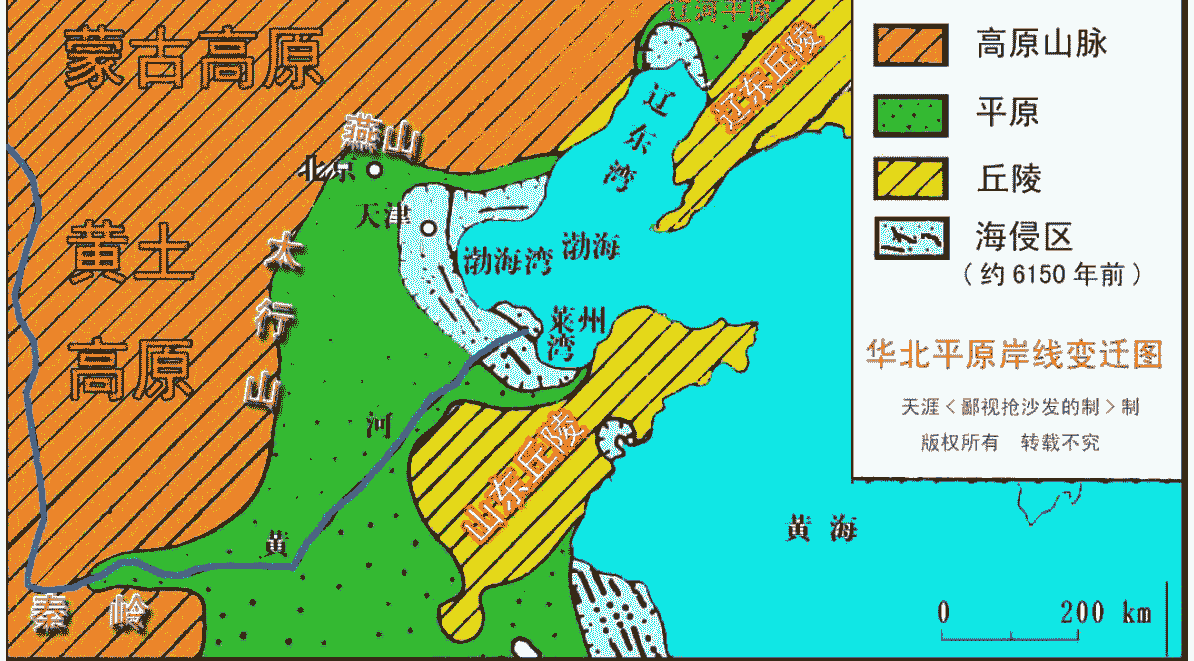 辽河平原
蒙古高原
高原山脉
辽东丘陵
辽东湾
平原
燕山
北京
丘陵
天津
黄土
高原
太行山
渤海湾
渤海
海侵区
(约6150年前)
莱州
湾
华北平原岸线变迁图
天涯<鄙视抢沙发的制>制
版权所有 转载不究
河
山东丘陵
黄海
黄
秦岭
0 200 km